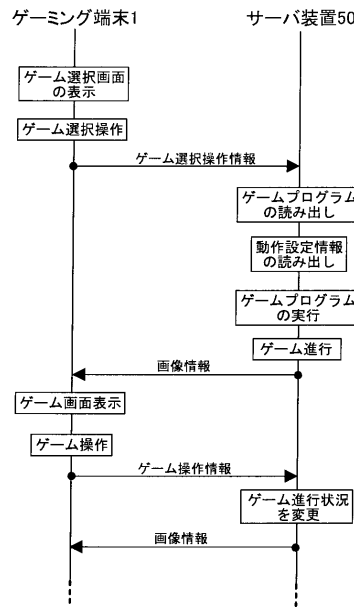 ゲーミング端末1
サーバ装置50
ゲーム選択画面
の表示
ゲーム選択操作
ゲーム選択操作情報
ゲームプログラム
の読み出し
動作設定情報
の読み出し
ゲームプログラム
の実行
ゲーム進行
画像情報
ゲーム画面表示
ゲーム操作
ゲーム操作情報
ゲーム進行状況
を変更
画像情報